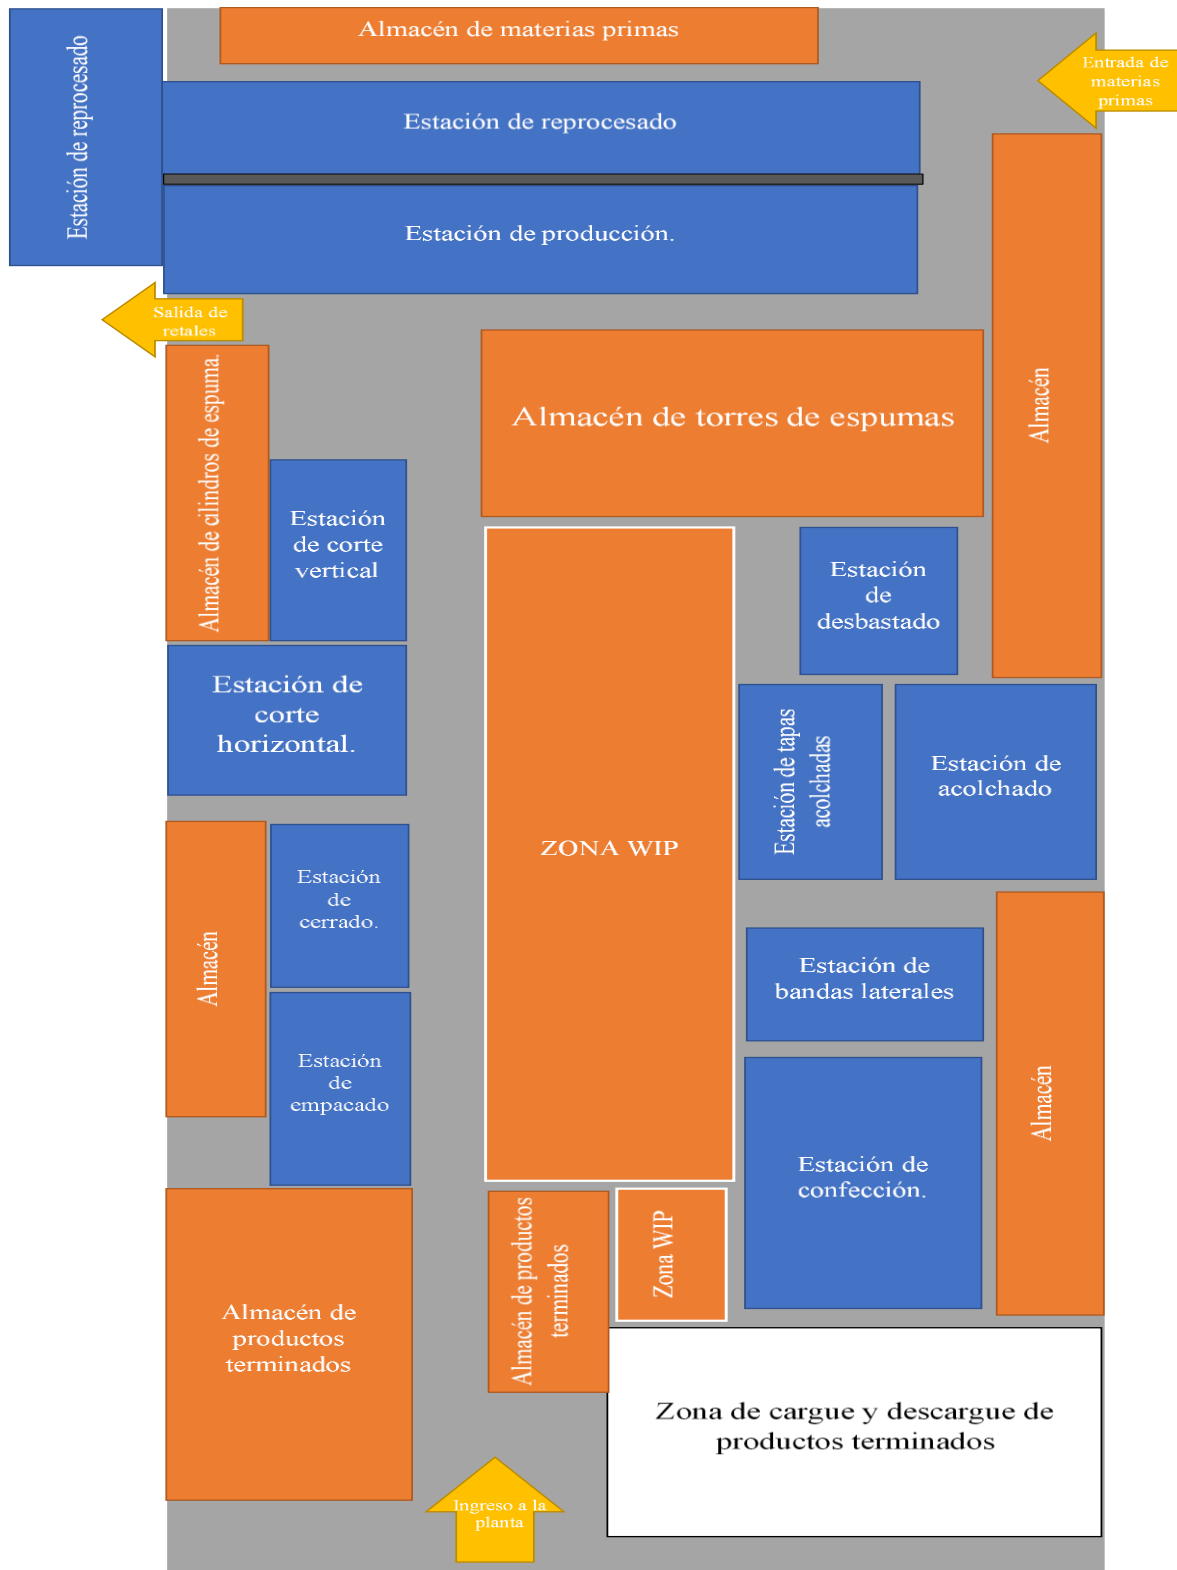 Almacén de materias primas
Entrada de
materias
primas
Estación de reprocesado
Estación de reprocesado
Estación de producción.
Salida de
retales
Almacén de cilindros de espuma.
Almacén de torres de espumas
Almacén
Estación
de corte
vertical
Estación
de
desbastado
Estación de
corte
horizontal.
Estación de tapas
acolchadas
Estación de
acolchado
ZONA WIP
Almacén
Estación
de
cerrado.
Estación de
bandas laterales
Almacén
Estación
de
empacado
Estación de
confección.
Almacén de productos
terminados
Zona WIP
Almacén de
productos
terminados
Zona de cargue y descargue de
productos terminados
Ingreso a la
planta